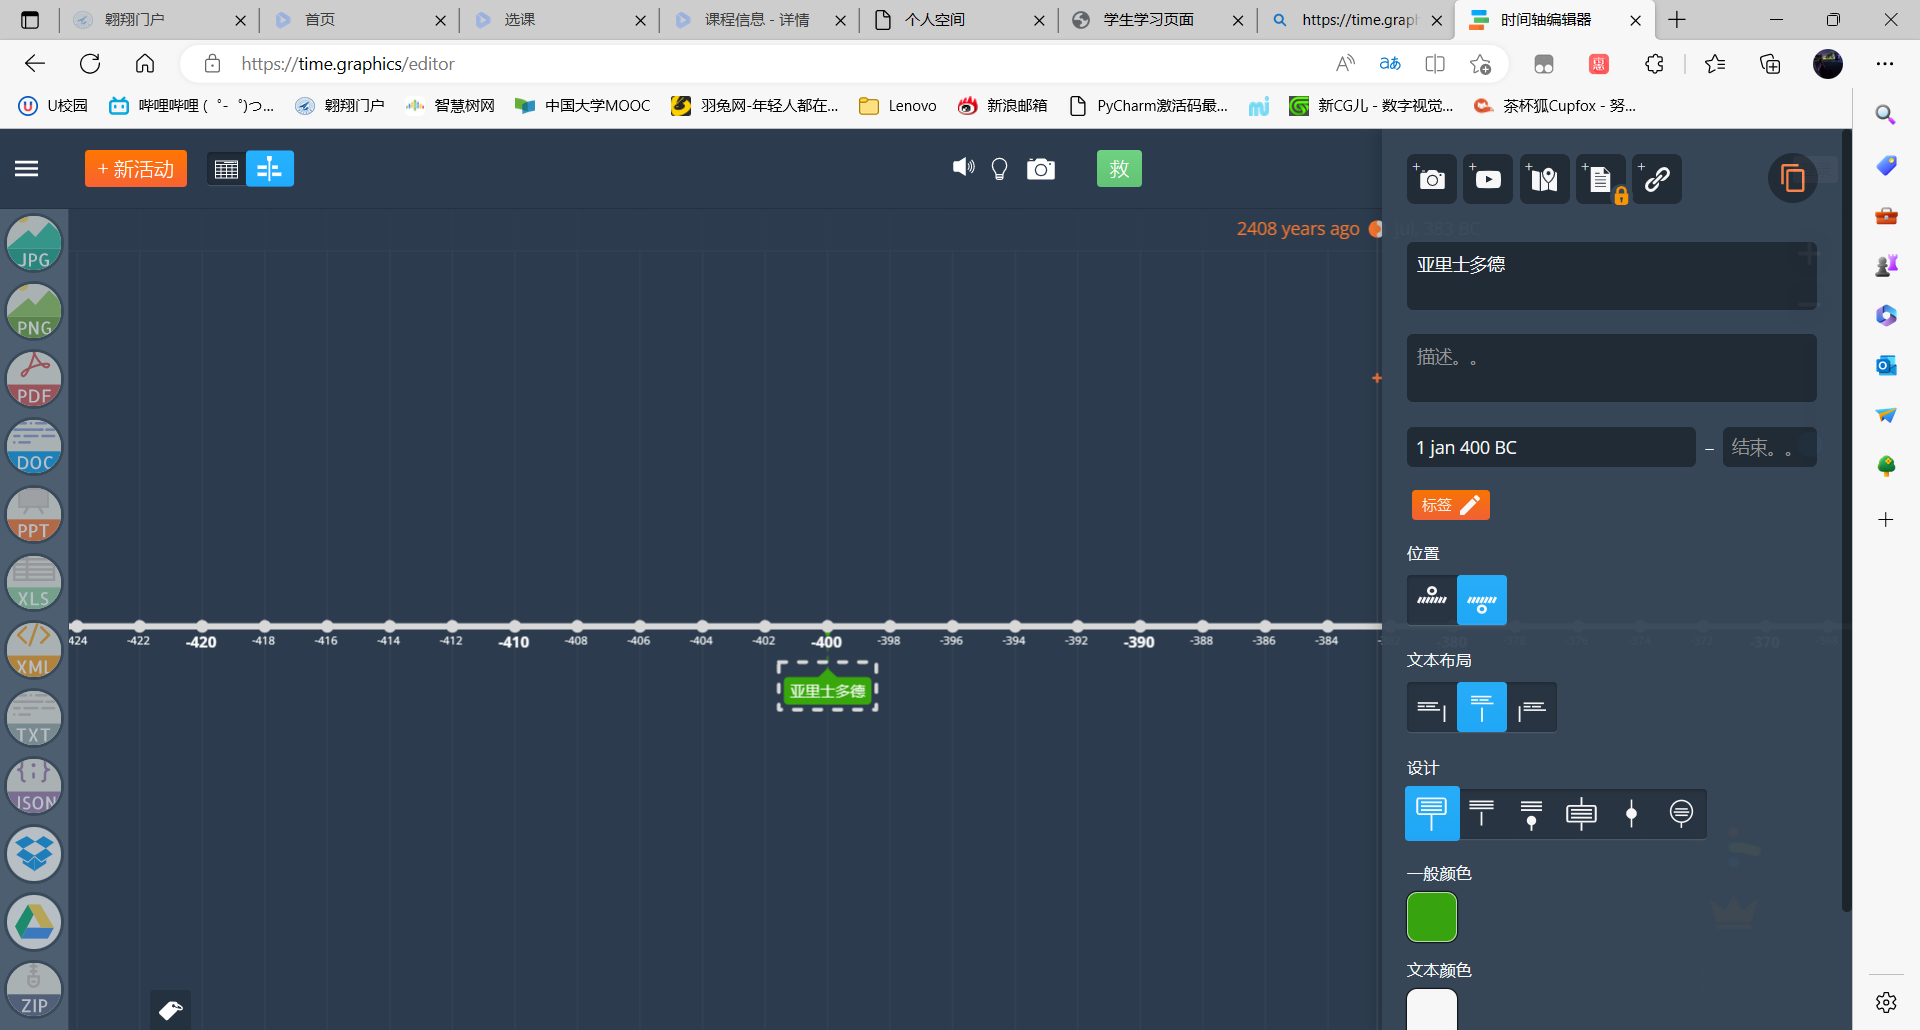 翱翔门户
首页
选课
课程信息 - 详情
个人空间
学生学习页面
https://time.graph
时间轴编辑器
https://time.graphics/editor
U校园
哔哩哔哩 ( ゜- ゜)つ...
翱翔门户
智慧树网
中国大学MOOC
羽兔网-年轻人都在...
Lenovo
新浪邮箱
PyCharm激活码最...
新CG儿 - 数字视觉...
茶杯狐Cupfox - 努...
+ 新活动
救
2408 years ago
JPG
PNG
PDF
DOC
PPT
XLS
XML
TXT
JSON
ZIP
424 -422 -420 -418 -416 -414 -412 -410 -408 -406 -404 -402 -400 -398 -396 -394 -392 -390 -388 -386 -384
亚里士多德
亚里士多德
描述。。
1 jan 400 BC – 结束。。
标签
位置
文本布局
设计
一般颜色
文本颜色